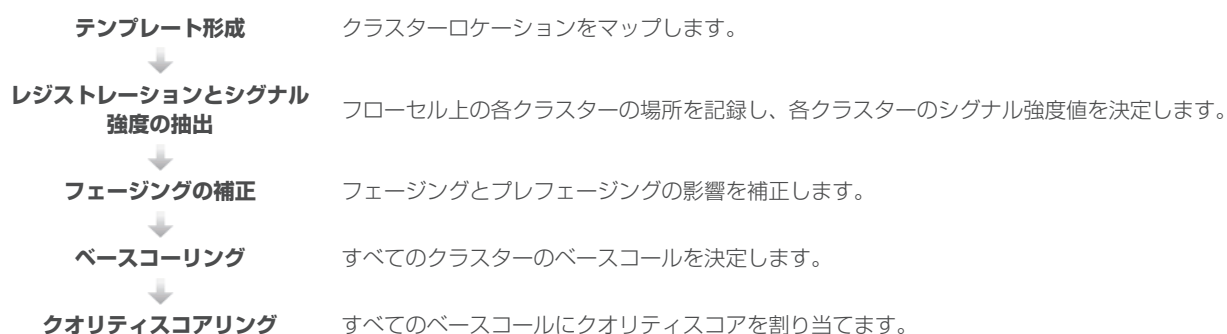 テンプレート形成 クラスターロケーションをマップします。
レジストレーションとシグナル
強度の抽出
フローセル上の各クラスターの場所を記録し、各クラスターのシグナル強度値を決定します。
フェージングの補正 フェージングとプレフェージングの影響を補正します。
ベースコーリング すべてのクラスターのベースコールを決定します。
クオリティスコアリング すべてのベースコールにクオリティスコアを割り当てます。